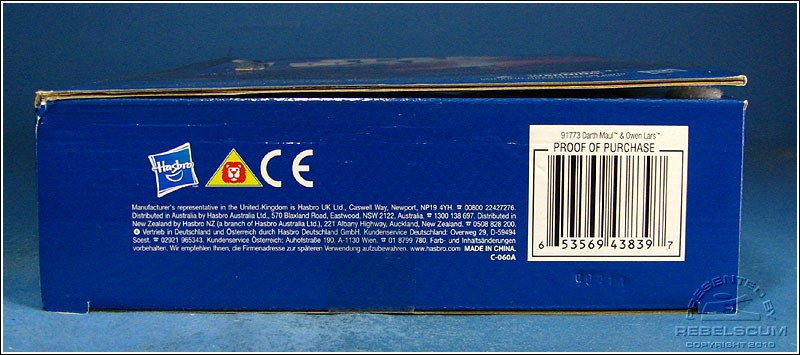 Hasbro
CE
Manufacturer's representative in the United-Kingdom is Hasbro UK Ltd., Caswell Way, Newport, NP19 4YH. ☎ 00800 22427276.
Distributed in Australia by Hasbro Australia Ltd., 570 Blaxland Road, Eastwood. NSW 2122, Australia. ☎ 1300 138 697. Distributed in
New Zealand by Hasbro NZ (a branch of Hasbro Australia Ltd.), 221 Albany Highway, Auckland, New Zealand. ☎ 0508 828 200.
Vertrieb in Deutschland und Österreich durch Hasbro Deutschland GmbH. Kundenservice Deutschland: Overweg 29, D-59494
Soest. ☎ 02921 965343. Kundenservice Österreich: Auhofstraße 190, A-1130 Wien. ☎ 01 8799 780. Farb- und Inhaltsänderungen
vorbehalten. Wir empfehlen Ihnen, die Firmenadresse zur späteren Verwendung aufzubewahren. www.hasbro.com. MADE IN CHINA.
C-060A
91773 Darth Maul™ & Owen Lars™
PROOF OF PURCHASE
6 53569 43839 7
PRESENTED BY
REBELSCUM
COPYRIGHT 2010